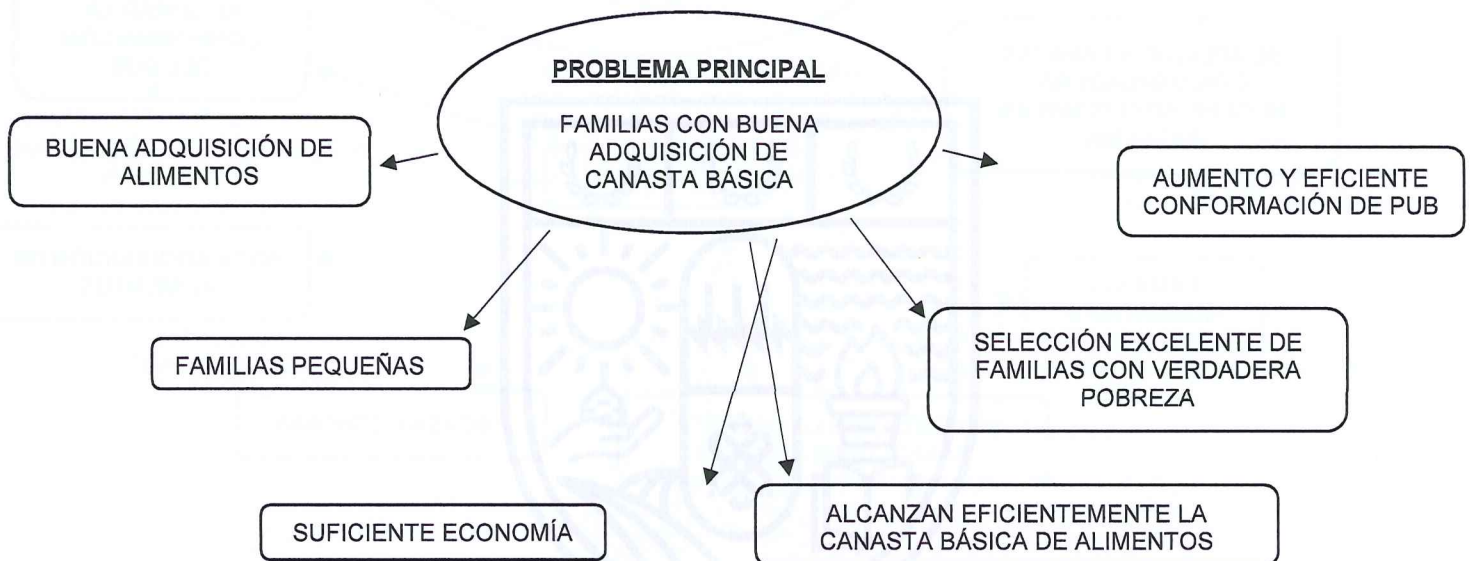 PROBLEMA PRINCIPAL
FAMILIAS CON BUENA
ADQUISICIÓN DE
CANASTA BÁSICA
BUENA ADQUISICIÓN DE
ALIMENTOS
AUMENTO Y EFICIENTE
CONFORMACIÓN DE PUB
FAMILIAS PEQUEÑAS
SELECCIÓN EXCELENTE DE
FAMILIAS CON VERDADERA
POBREZA
SUFICIENTE ECONOMÍA
ALCANZAN EFICIENTEMENTE LA
CANASTA BÁSICA DE ALIMENTOS